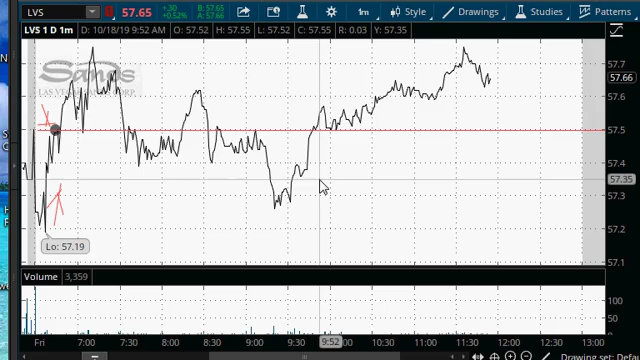 LVS 57.65 +.30 +0.52% B: 57.65 A: 57.66 1m Style Drawings Studies Patterns
LVS 1 D 1m D: 10/18/19 9:52 AM O: 57.52 H: 57.55 L: 57.52 C: 57.55 R: 0.03 Y: 57.35
Sands
57.7
57.66
57.6
57.5
57.4
57.35
57.3
57.2
Lo: 57.19
57.1
Volume 3,359
100
50
0
Fri 7:00 7:30 8:00 8:30 9:00 9:30 9:52 10:30 11:00 11:30 12:00 12:30 13:00
Drawing set: Defau